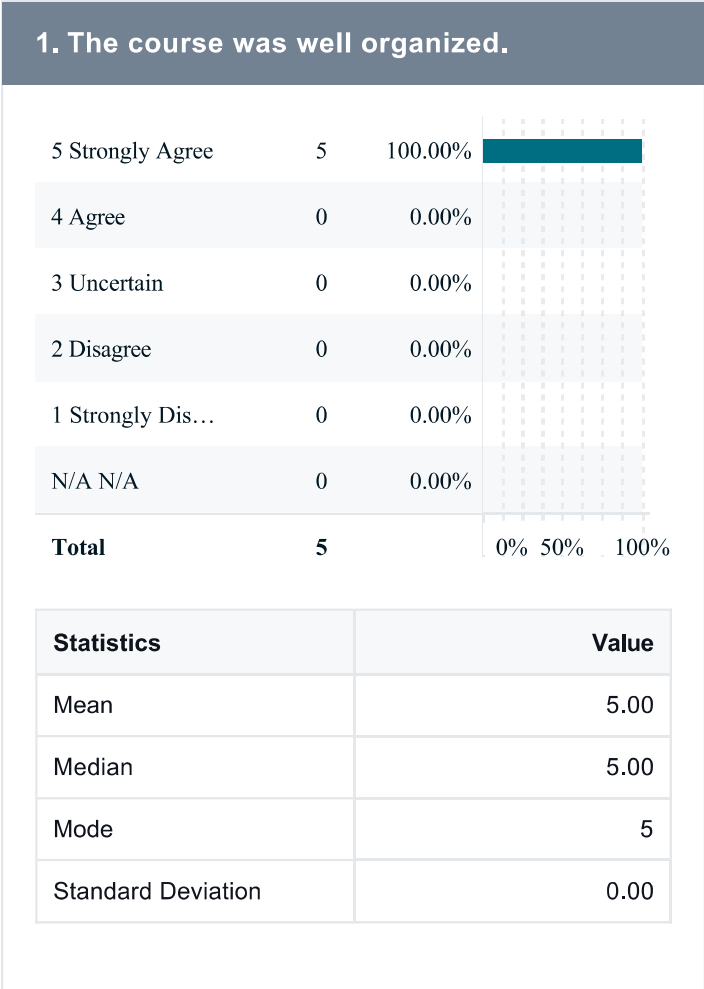 1. The course was well organized.
5 Strongly Agree 5 100.00%
4 Agree 0 0.00%
3 Uncertain 0 0.00%
2 Disagree 0 0.00%
1 Strongly Dis… 0 0.00%
N/A N/A 0 0.00%
Total 5 0% 50% 100%
Statistics Value
Mean 5.00
Median 5.00
Mode 5
Standard Deviation 0.00